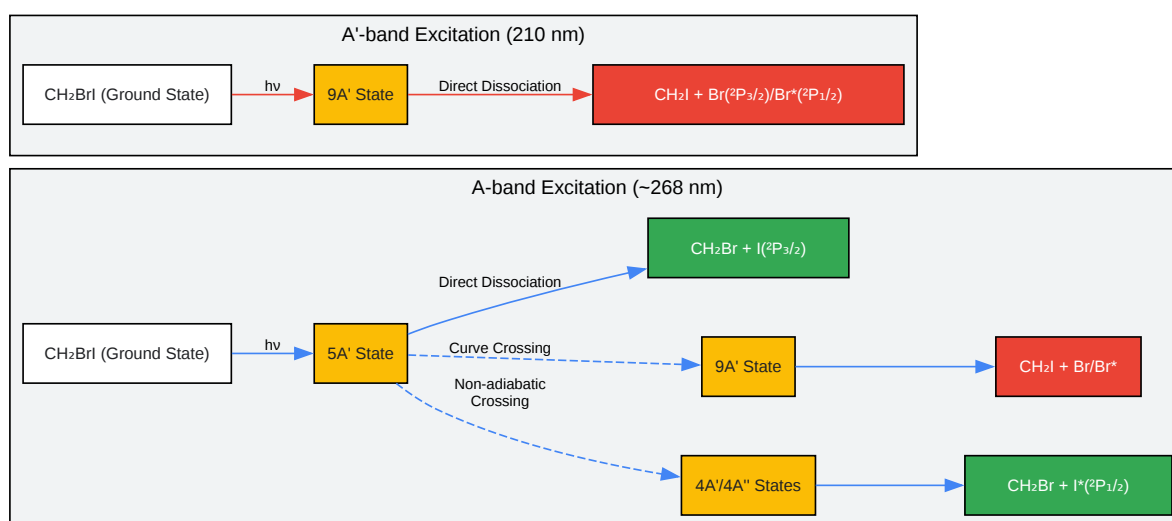 A'-band Excitation (210 nm)
CH₂BrI (Ground State)
hν
9A' State
Direct Dissociation
CH₂I + Br(²P₃/₂)/Br*(²P₁/₂)
A-band Excitation (~268 nm)
CH₂BrI (Ground State)
hν
5A' State
Direct Dissociation
CH₂Br + I(²P₃/₂)
Curve Crossing
9A' State
CH₂I + Br/Br*
Non-adiabatic
Crossing
4A'/4A'' States
CH₂Br + I*(²P₁/₂)